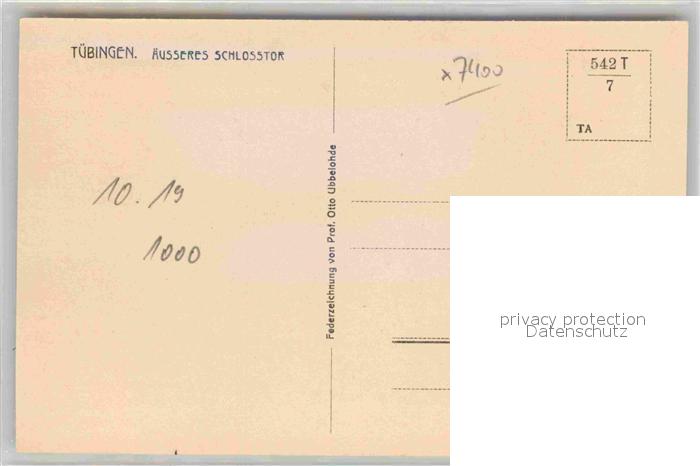 TÜBINGEN. ÄUSSERES SCHLOSSTOR
x7400
542 T
7
TA
10. 19
1000
Federzeichnung von Prof. Otto Ubbelohde
privacy protection
Datenschutz